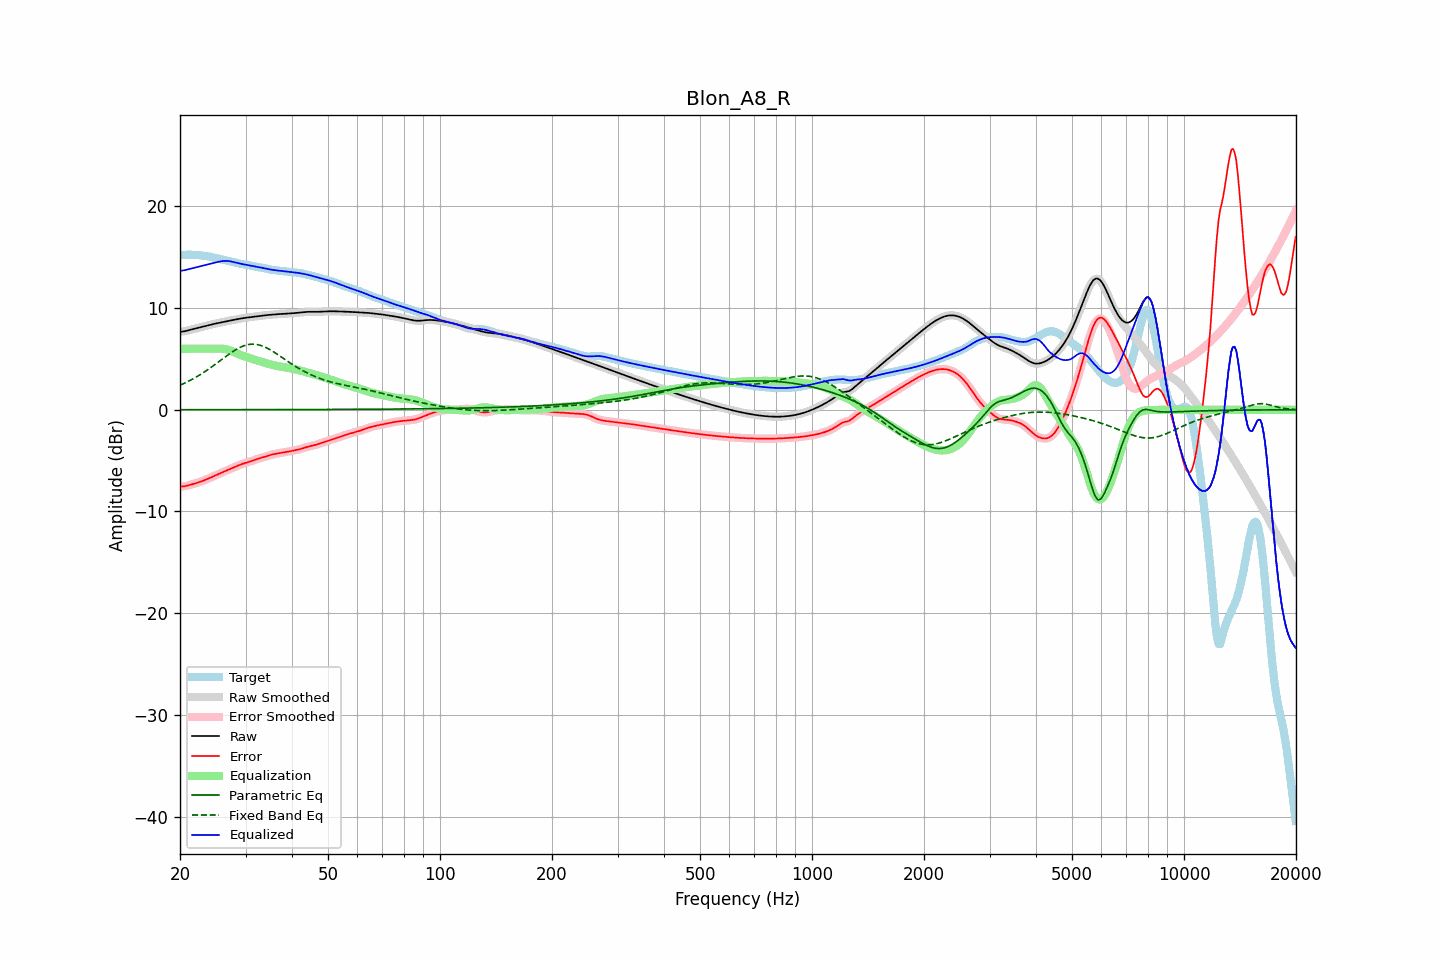 Blon_A8_R
Amplitude (dBr)
20
10
0
−10
−20
−30
−40
Target
Raw Smoothed
Error Smoothed
Raw
Error
Equalization
Parametric Eq
Fixed Band Eq
Equalized
20 50 100 200 500 1000 2000 5000 10000 20000
Frequency (Hz)